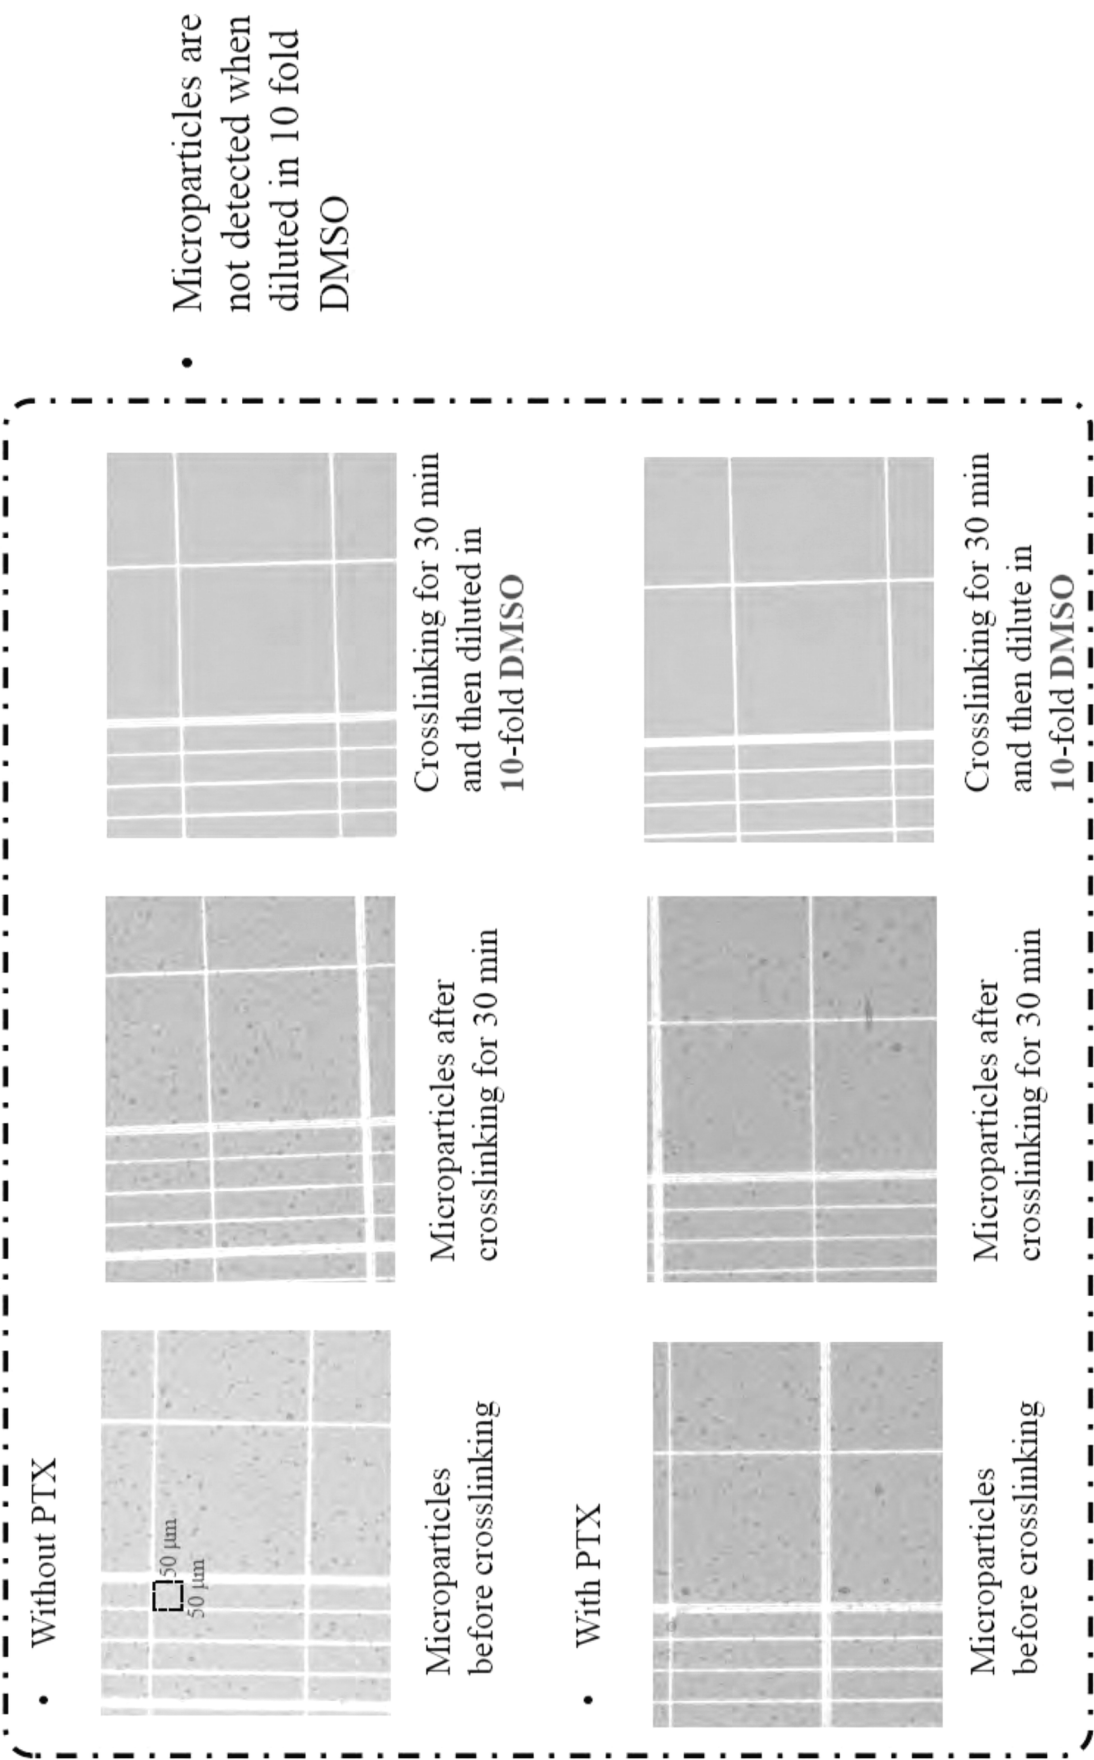 • Without PTX
50 μm
50 μm
Microparticles
before crosslinking
Microparticles after
crosslinking for 30 min
Crosslinking for 30 min
and then diluted in
10-fold DMSO
• With PTX
Microparticles
before crosslinking
Microparticles after
crosslinking for 30 min
Crosslinking for 30 min
and then dilute in
10-fold DMSO
• Microparticles are
not detected when
diluted in 10 fold
DMSO